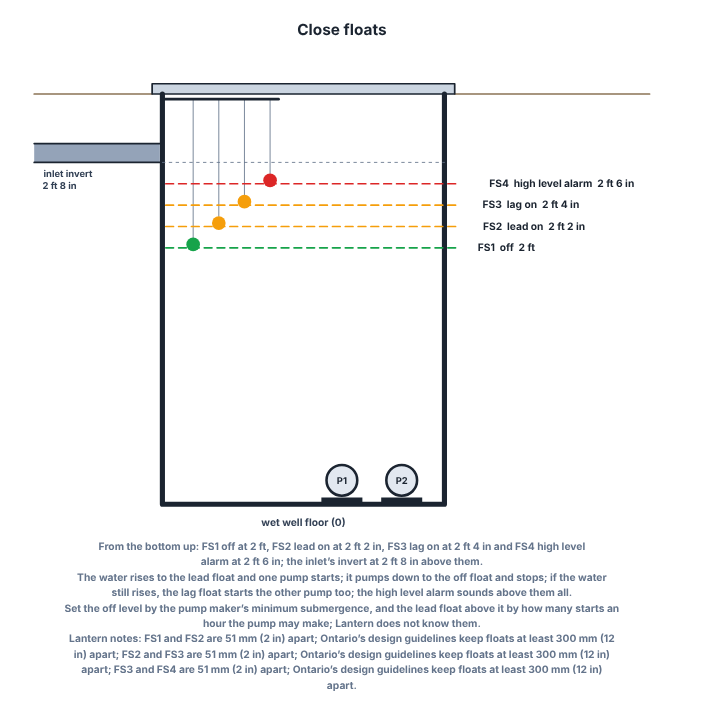 Close floats
inlet invert
2 ft 8 in
FS4 high level alarm 2 ft 6 in
FS3 lag on 2 ft 4 in
FS2 lead on 2 ft 2 in
FS1 off 2 ft
P1 P2
wet well floor (0)
From the bottom up: FS1 off at 2 ft, FS2 lead on at 2 ft 2 in, FS3 lag on at 2 ft 4 in and FS4 high level
alarm at 2 ft 6 in; the inlet's invert at 2 ft 8 in above them.
The water rises to the lead float and one pump starts; it pumps down to the off float and stops; if the water
still rises, the lag float starts the other pump too; the high level alarm sounds above them all.
Set the off level by the pump maker's minimum submergence, and the lead float above it by how many starts an
hour the pump may make; Lantern does not know them.
Lantern notes: FS1 and FS2 are 51 mm (2 in) apart; Ontario's design guidelines keep floats at least 300 mm (12
in) apart; FS2 and FS3 are 51 mm (2 in) apart; Ontario's design guidelines keep floats at least 300 mm (12 in)
apart; FS3 and FS4 are 51 mm (2 in) apart; Ontario's design guidelines keep floats at least 300 mm (12 in)
apart.